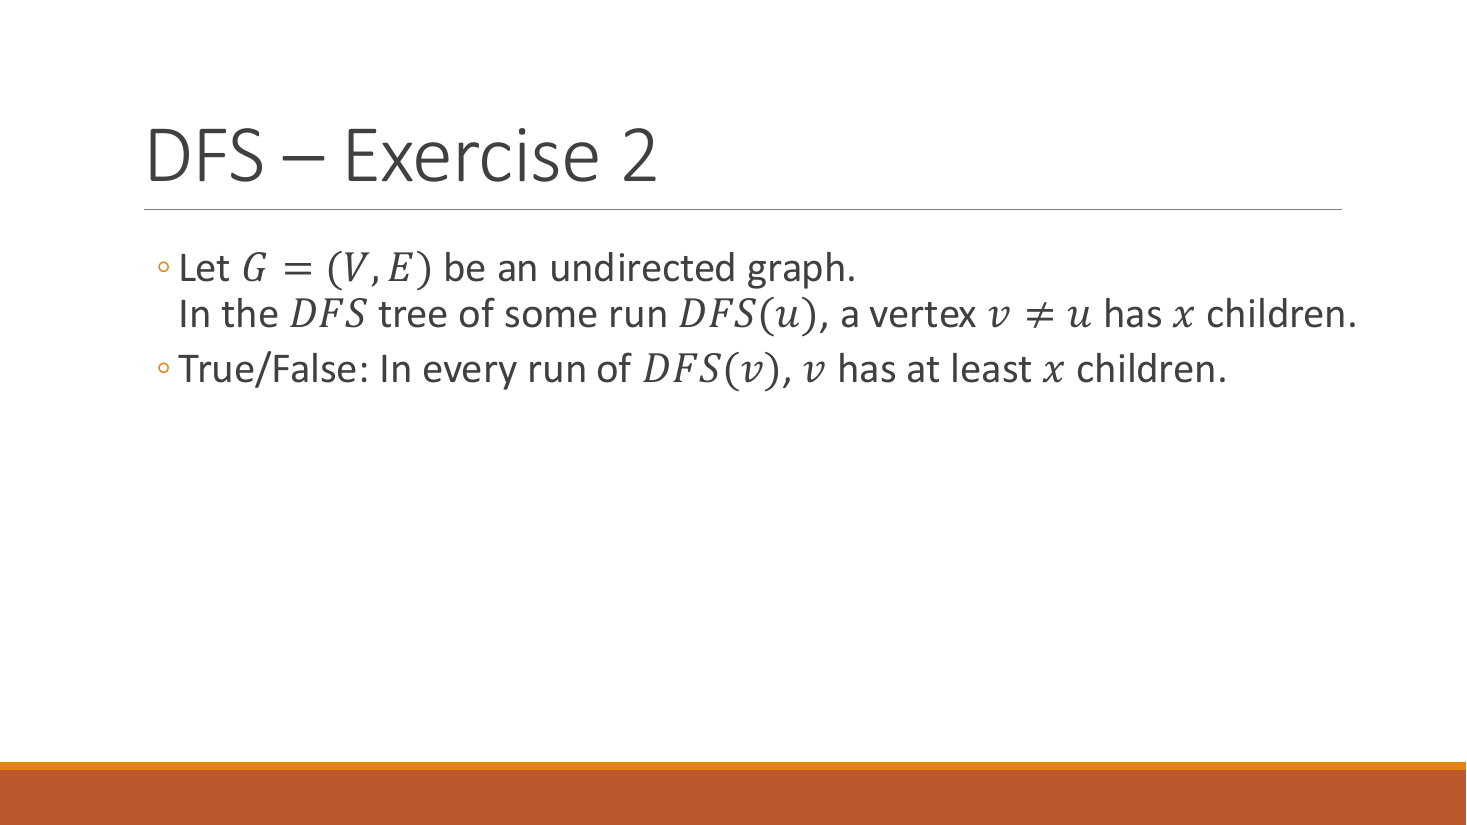 DFS – Exercise 2
◦ Let 𝐺 = (𝑉, 𝐸) be an undirected graph.
In the 𝐷𝐹𝑆 tree of some run 𝐷𝐹𝑆(𝑢), a vertex 𝑣 ≠ 𝑢 has 𝑥 children.
◦ True/False: In every run of 𝐷𝐹𝑆(𝑣), 𝑣 has at least 𝑥 children.